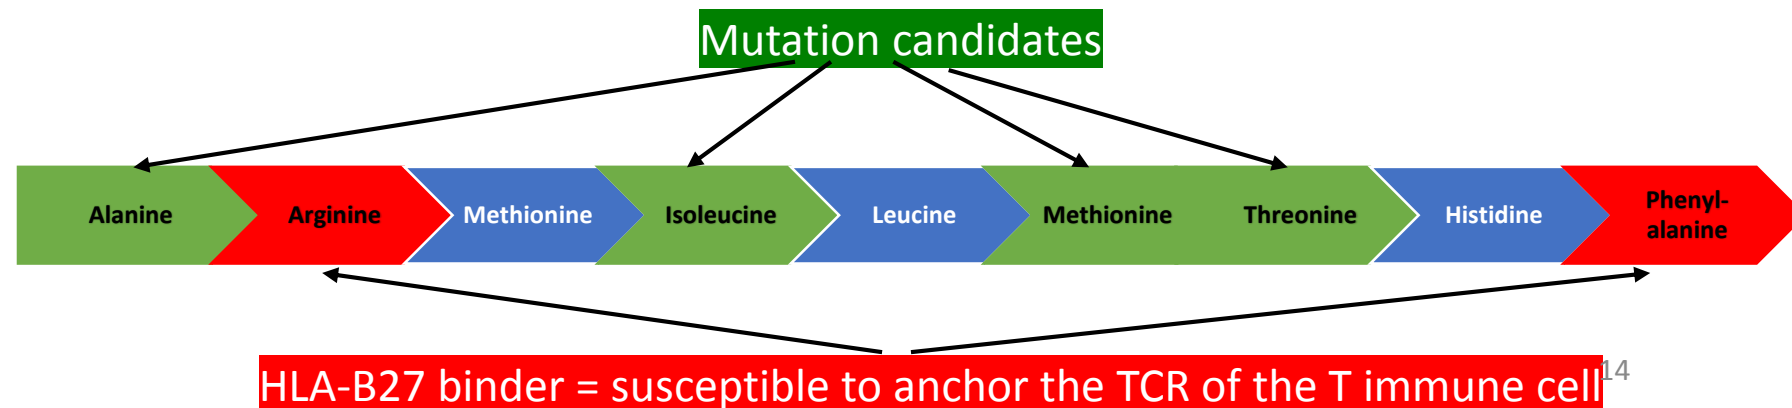 Mutation candidates
Alanine
Arginine
Methionine
Isoleucine
Leucine
Methionine
Threonine
Histidine
Phenyl-
alanine
HLA-B27 binder = susceptible to anchor the TCR of the T immune cell
14